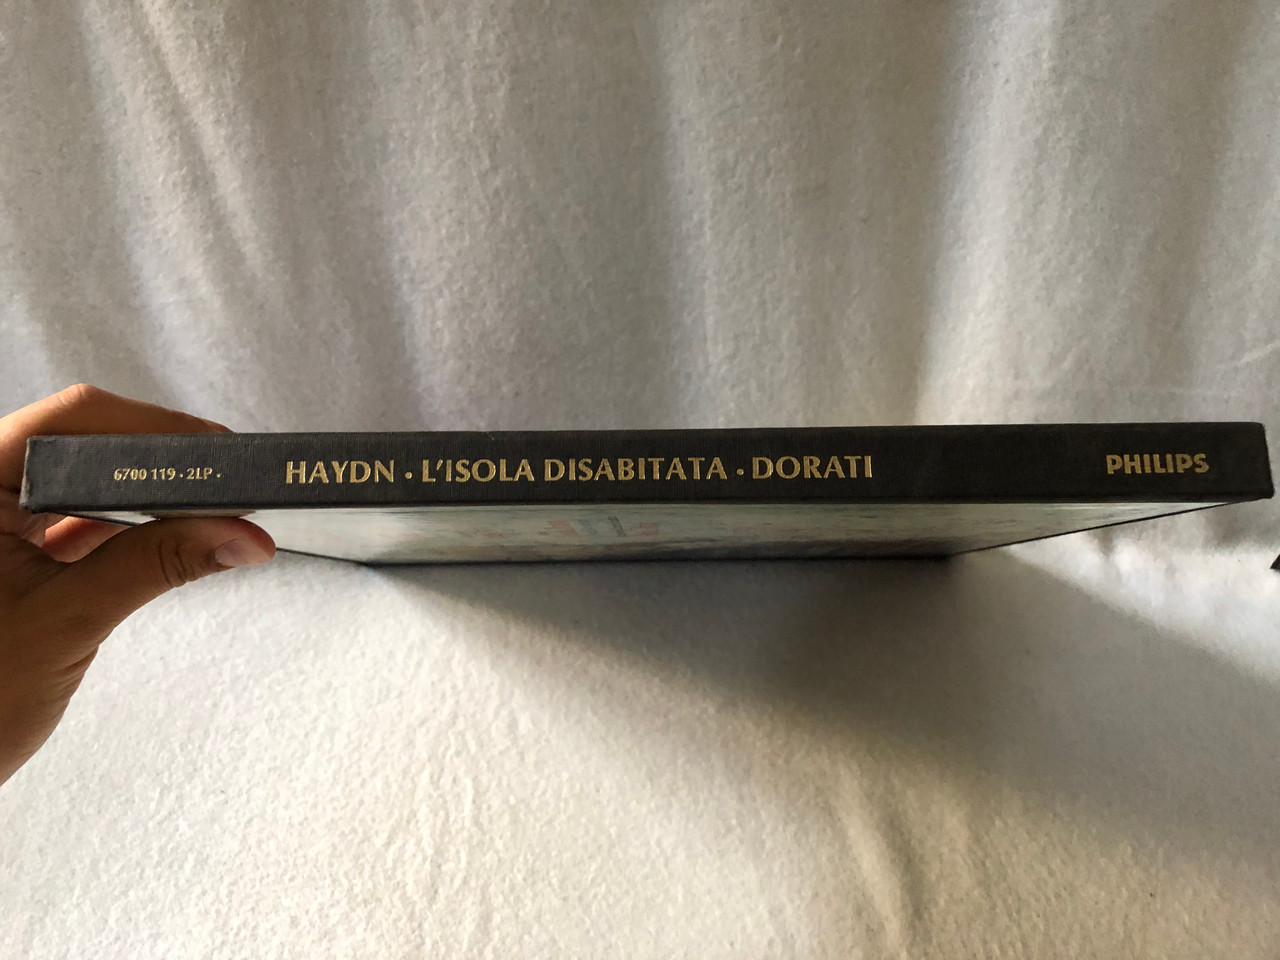 6700 119 · 2LP · HAYDN · L'ISOLA DISABITATA · DORATI PHILIPS